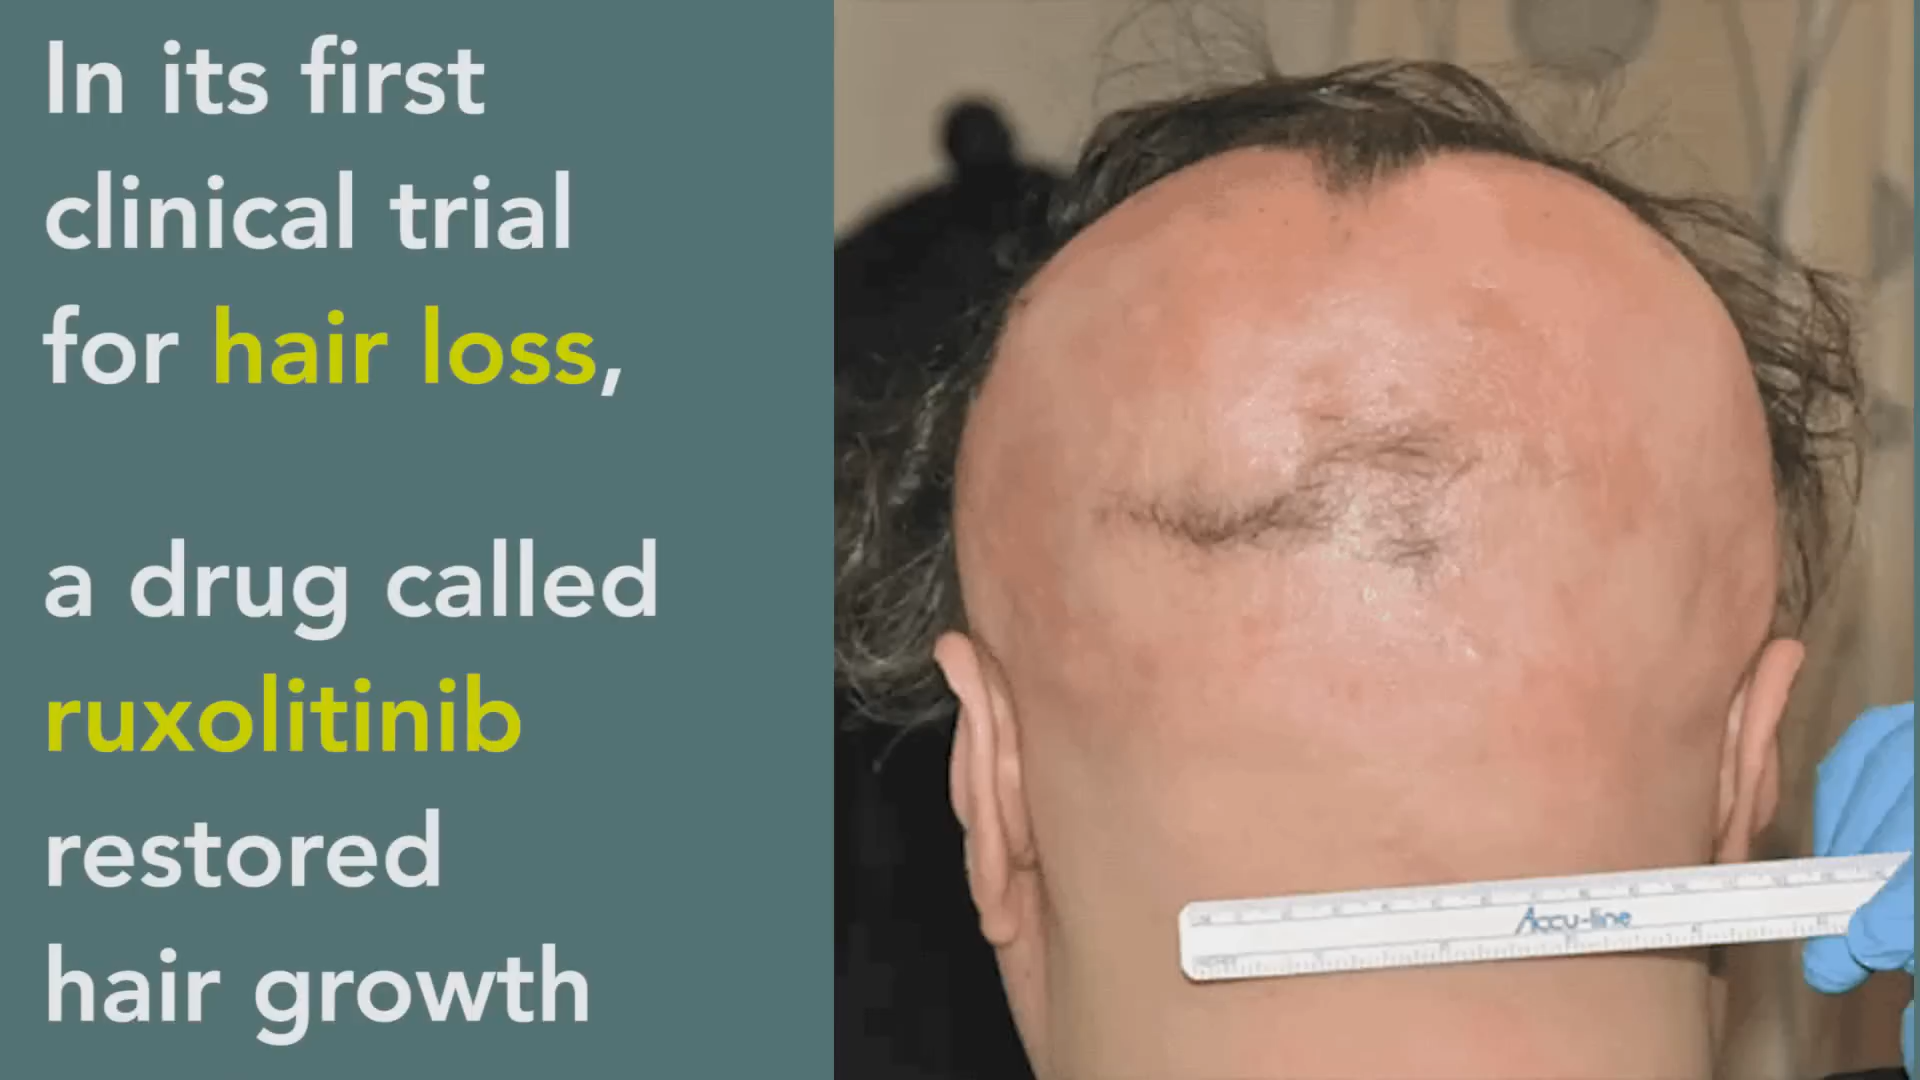 In its first
clinical trial
for hair loss,
a drug called
ruxolitinib
restored
hair growth
Accu-line